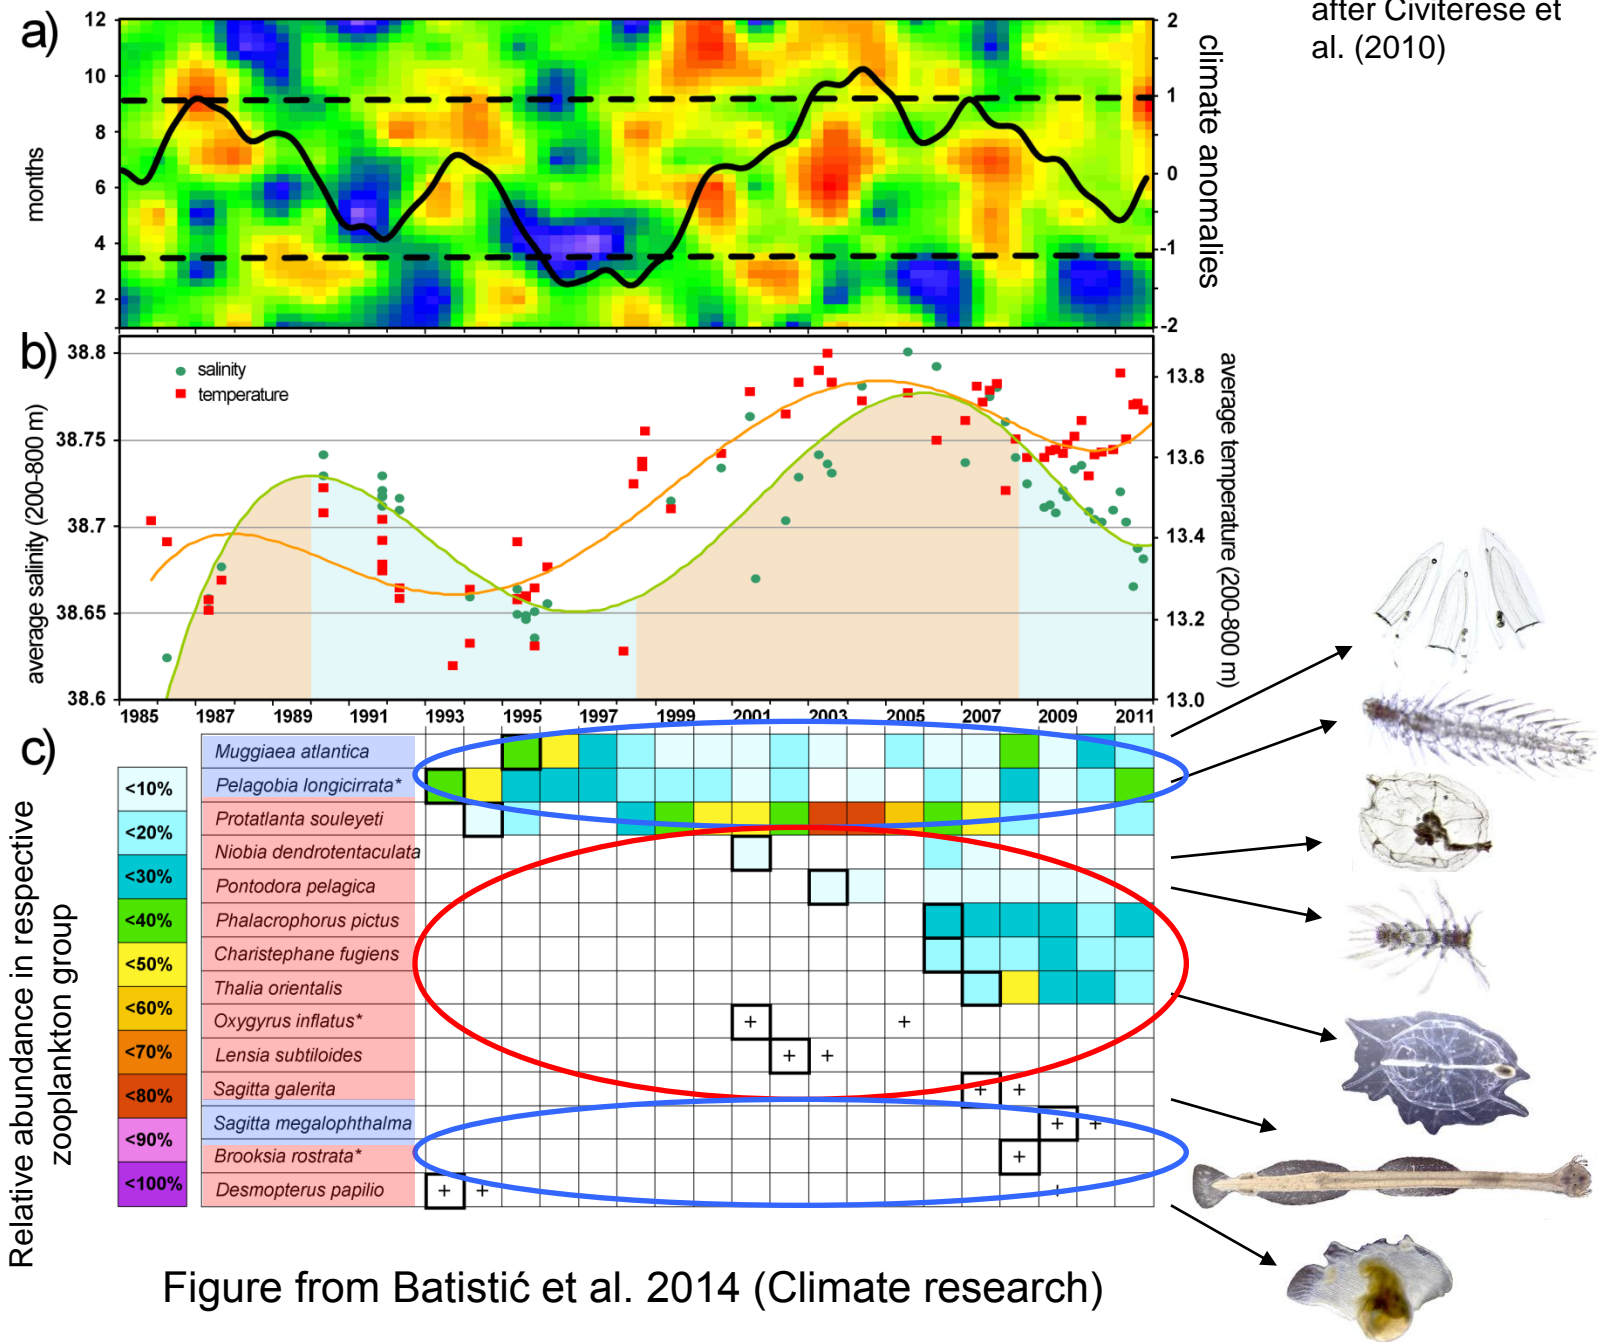 after Civiterese et
al. (2010)
a)
12
10
8
6
4
2
months
2
1
0
-1
-2
climate anomalies
b)
38.8
38.75
38.7
38.65
38.6
average salinity (200-800 m)
salinity
temperature
13.8
13.6
13.4
13.2
13.0
average temperature (200-800 m)
1985 1987 1989 1991 1993 1995 1997 1999 2001 2003 2005 2007 2009 2011
c)
Relative abundance in respective
zooplankton group
<10%
<20%
<30%
<40%
<50%
<60%
<70%
<80%
<90%
<100%
Muggiaea atlantica
Pelagobia longicirrata*
Protatlanta souleyeti
Niobia dendrotentaculata
Pontodora pelagica
Phalacrophorus pictus
Charistephane fugiens
Thalia orientalis
Oxygyrus inflatus* + +
Lensia subtiloides + +
Sagitta galerita + +
Sagitta megalophthalma + +
Brooksia rostrata* +
Desmopterus papilio + + +
Figure from Batistić et al. 2014 (Climate research)